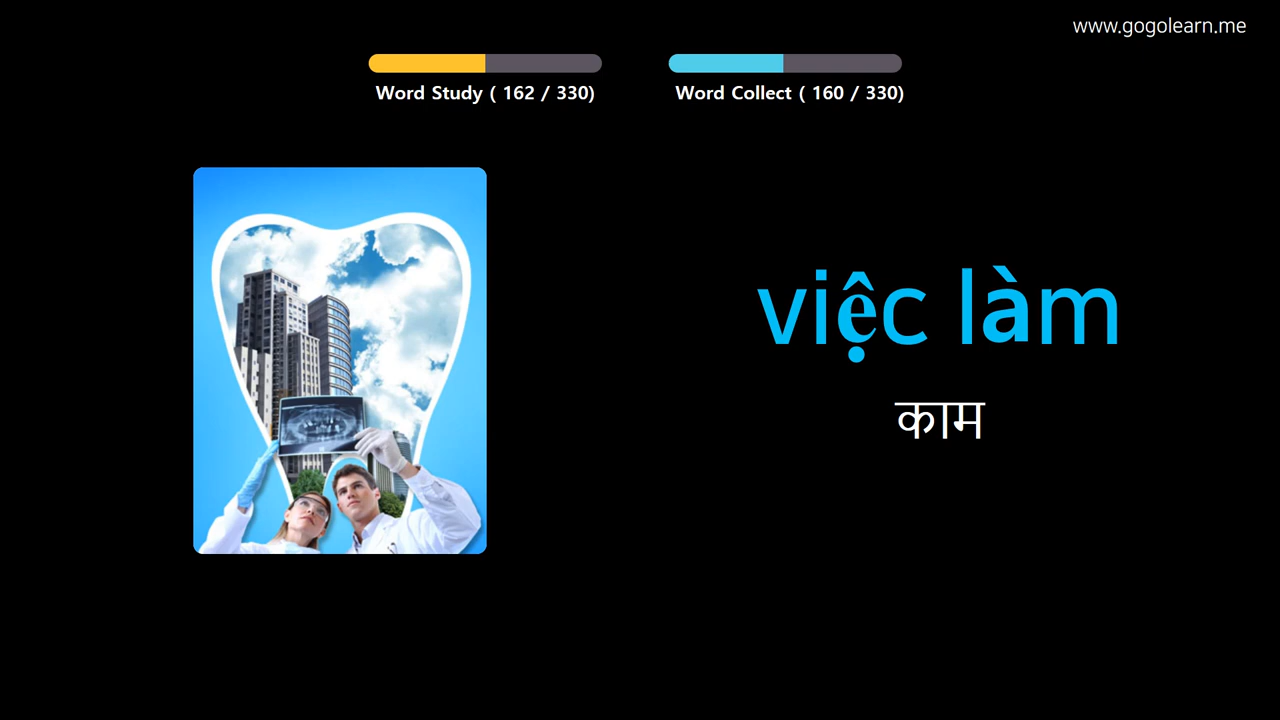 www.gogolearn.me
Word Study ( 162 / 330)
Word Collect ( 160 / 330)
việc làm
काम